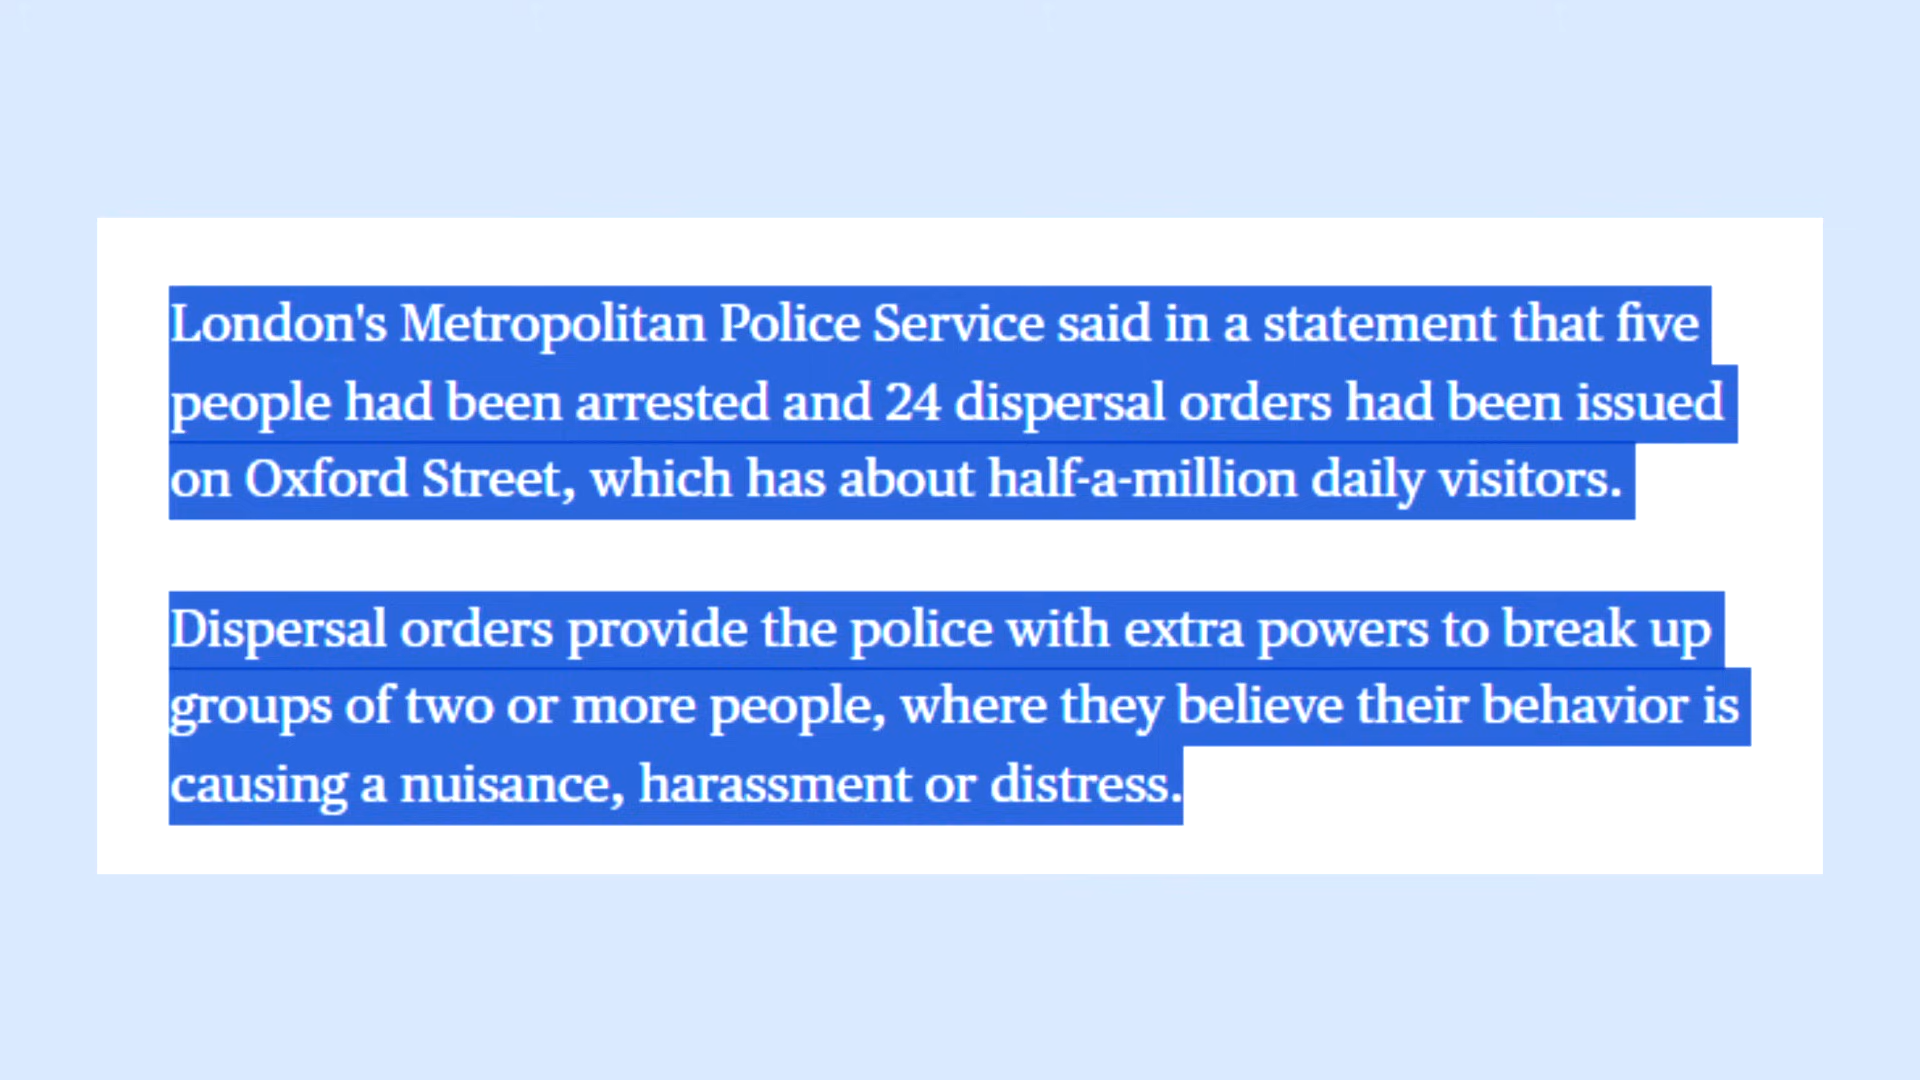 London's Metropolitan Police Service said in a statement that five
people had been arrested and 24 dispersal orders had been issued
on Oxford Street, which has about half-a-million daily visitors.
Dispersal orders provide the police with extra powers to break up
groups of two or more people, where they believe their behavior is
causing a nuisance, harassment or distress.